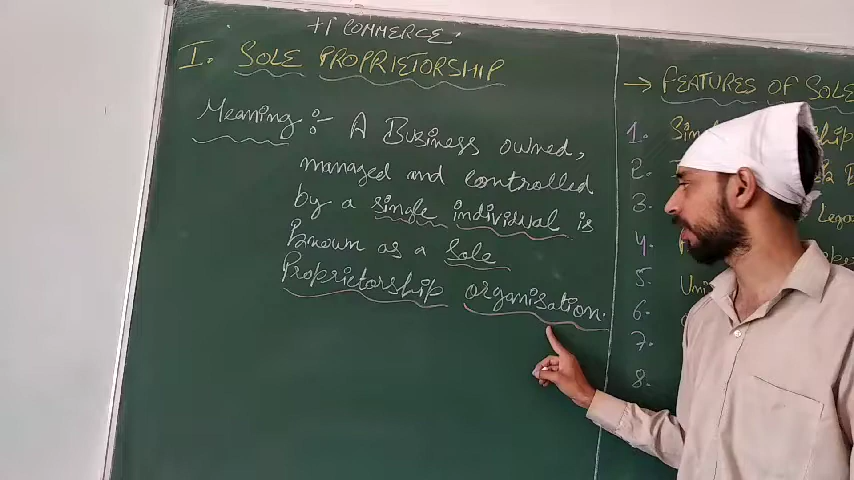 +1 COMMERCE.
I. SOLE PROPRIETORSHIP
Meaning :- A Business owned,
managed and controlled
by a single individual is
known as a Sole
Proprietorship organisation.
→ FEATURES OF SOLE
1.
2.
3.
4.
5. Uni
6.
7.
8.